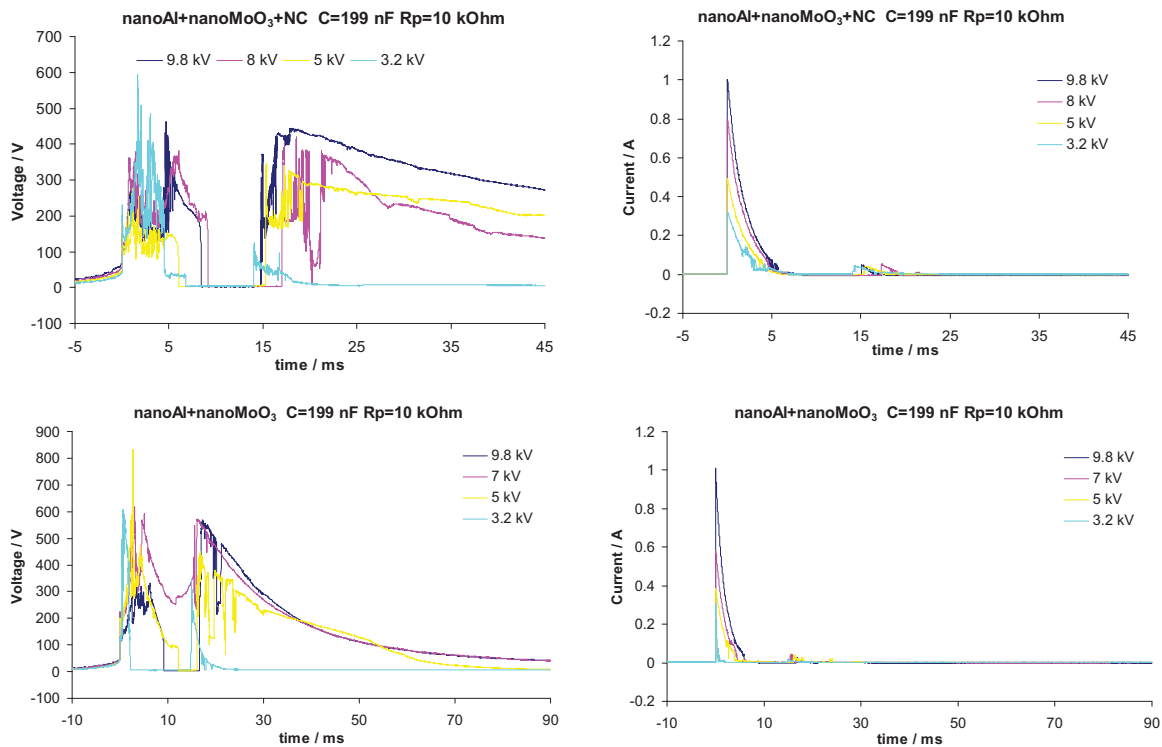 nanoAl+nanoMoO₃+NC C=199 nF Rp=10 kOhm
700
600
500
400
300
200
100
0
-100
Voltage / V
9.8 kV 8 kV 5 kV 3.2 kV
-5 5 15 25 35 45
time / ms
nanoAl+nanoMoO₃+NC C=199 nF Rp=10 kOhm
1.2
1
0.8
0.6
0.4
0.2
0
-0.2
Current / A
9.8 kV
8 kV
5 kV
3.2 kV
-5 5 15 25 35 45
time / ms
nanoAl+nanoMoO₃ C=199 nF Rp=10 kOhm
900
800
700
600
500
400
300
200
100
0
-100
Voltage / V
9.8 kV
7 kV
5 kV
3.2 kV
-10 10 30 50 70 90
time / ms
nanoAl+nanoMoO₃ C=199 nF Rp=10 kOhm
1.2
1
0.8
0.6
0.4
0.2
0
-0.2
Current / A
9.8 kV
7 kV
5 kV
3.2 kV
-10 10 30 50 70 90
time / ms